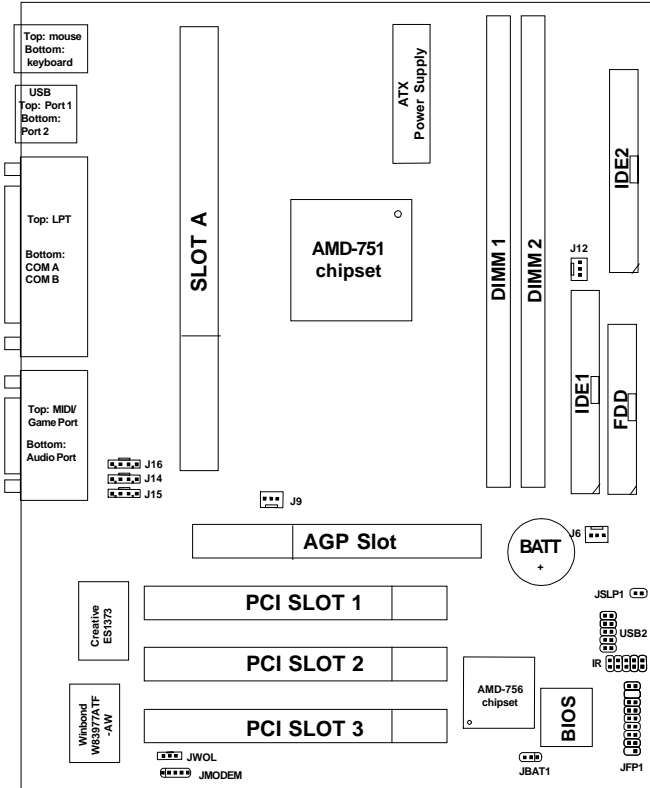 Top: mouse
Bottom:
keyboard
USB
Top: Port 1
Bottom:
Port 2
Top: LPT
Bottom:
COM A
COM B
Top: MIDI/
Game Port
Bottom:
Audio Port
SLOT A
ATX
Power Supply
AMD-751
chipset
DIMM 1
DIMM 2
IDE2
J12
IDE1
FDD
J16
J14
J15
J9
AGP Slot
BATT
+
J6
JSLP1
USB2
IR
Creative
ES1373
PCI SLOT 1
PCI SLOT 2
PCI SLOT 3
Winbond
W83977ATF
-AW
AMD-756
chipset
BIOS
JWOL
JMODEM
JBAT1
JFP1